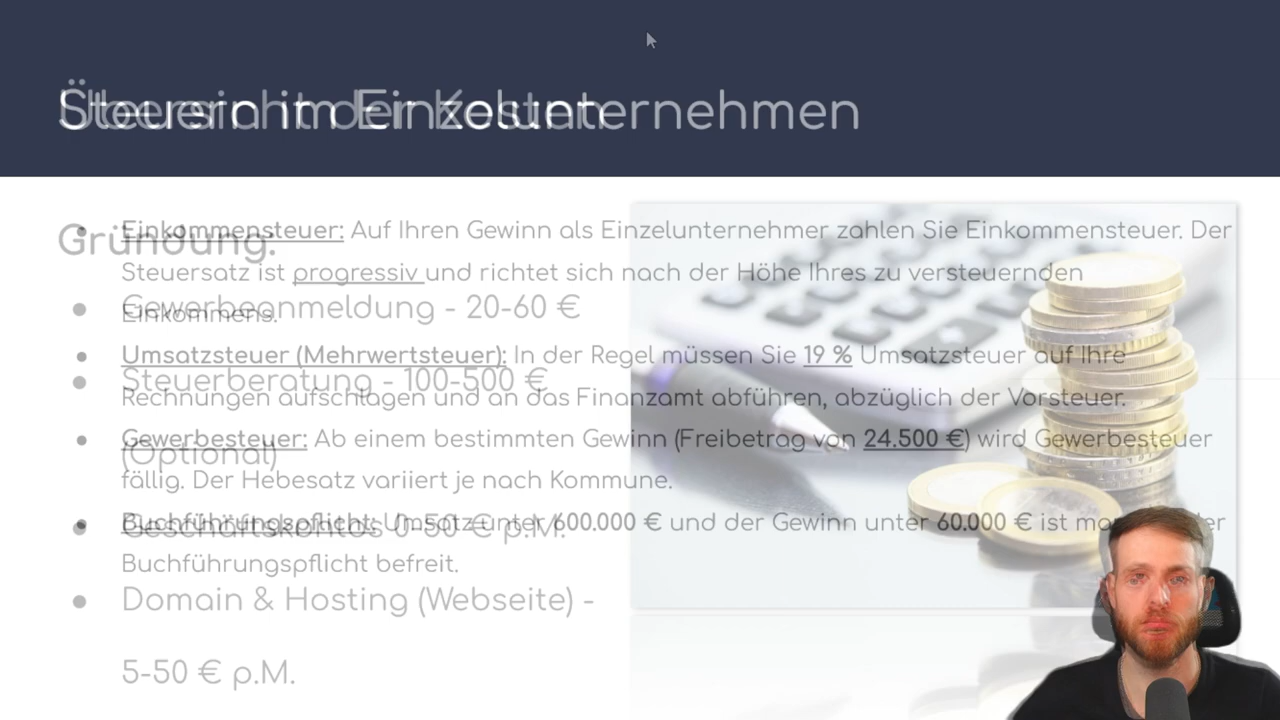 Steuern im Einzelunternehmen
Übersicht der Kosten
Einkommensteuer: Auf Ihren Gewinn als Einzelunternehmer zahlen Sie Einkommensteuer. Der
Steuersatz ist progressiv und richtet sich nach der Höhe Ihres zu versteuernden
Einkommens.
Umsatzsteuer (Mehrwertsteuer): In der Regel müssen Sie 19 % Umsatzsteuer auf Ihre
Rechnungen aufschlagen und an das Finanzamt abführen, abzüglich der Vorsteuer.
Gewerbesteuer: Ab einem bestimmten Gewinn (Freibetrag von 24.500 €) wird Gewerbesteuer
fällig. Der Hebesatz variiert je nach Kommune.
Buchführungspflicht: Umsatz unter 600.000 € und der Gewinn unter 60.000 € ist man
Buchführungspflicht befreit.
Gründung:
Gewerbeanmeldung - 20-60 €
Steuerberatung - 100-500 €
(Optional)
Geschäftskontos 0-50 € p.M.
Domain & Hosting (Webseite) -
5-50 € p.M.